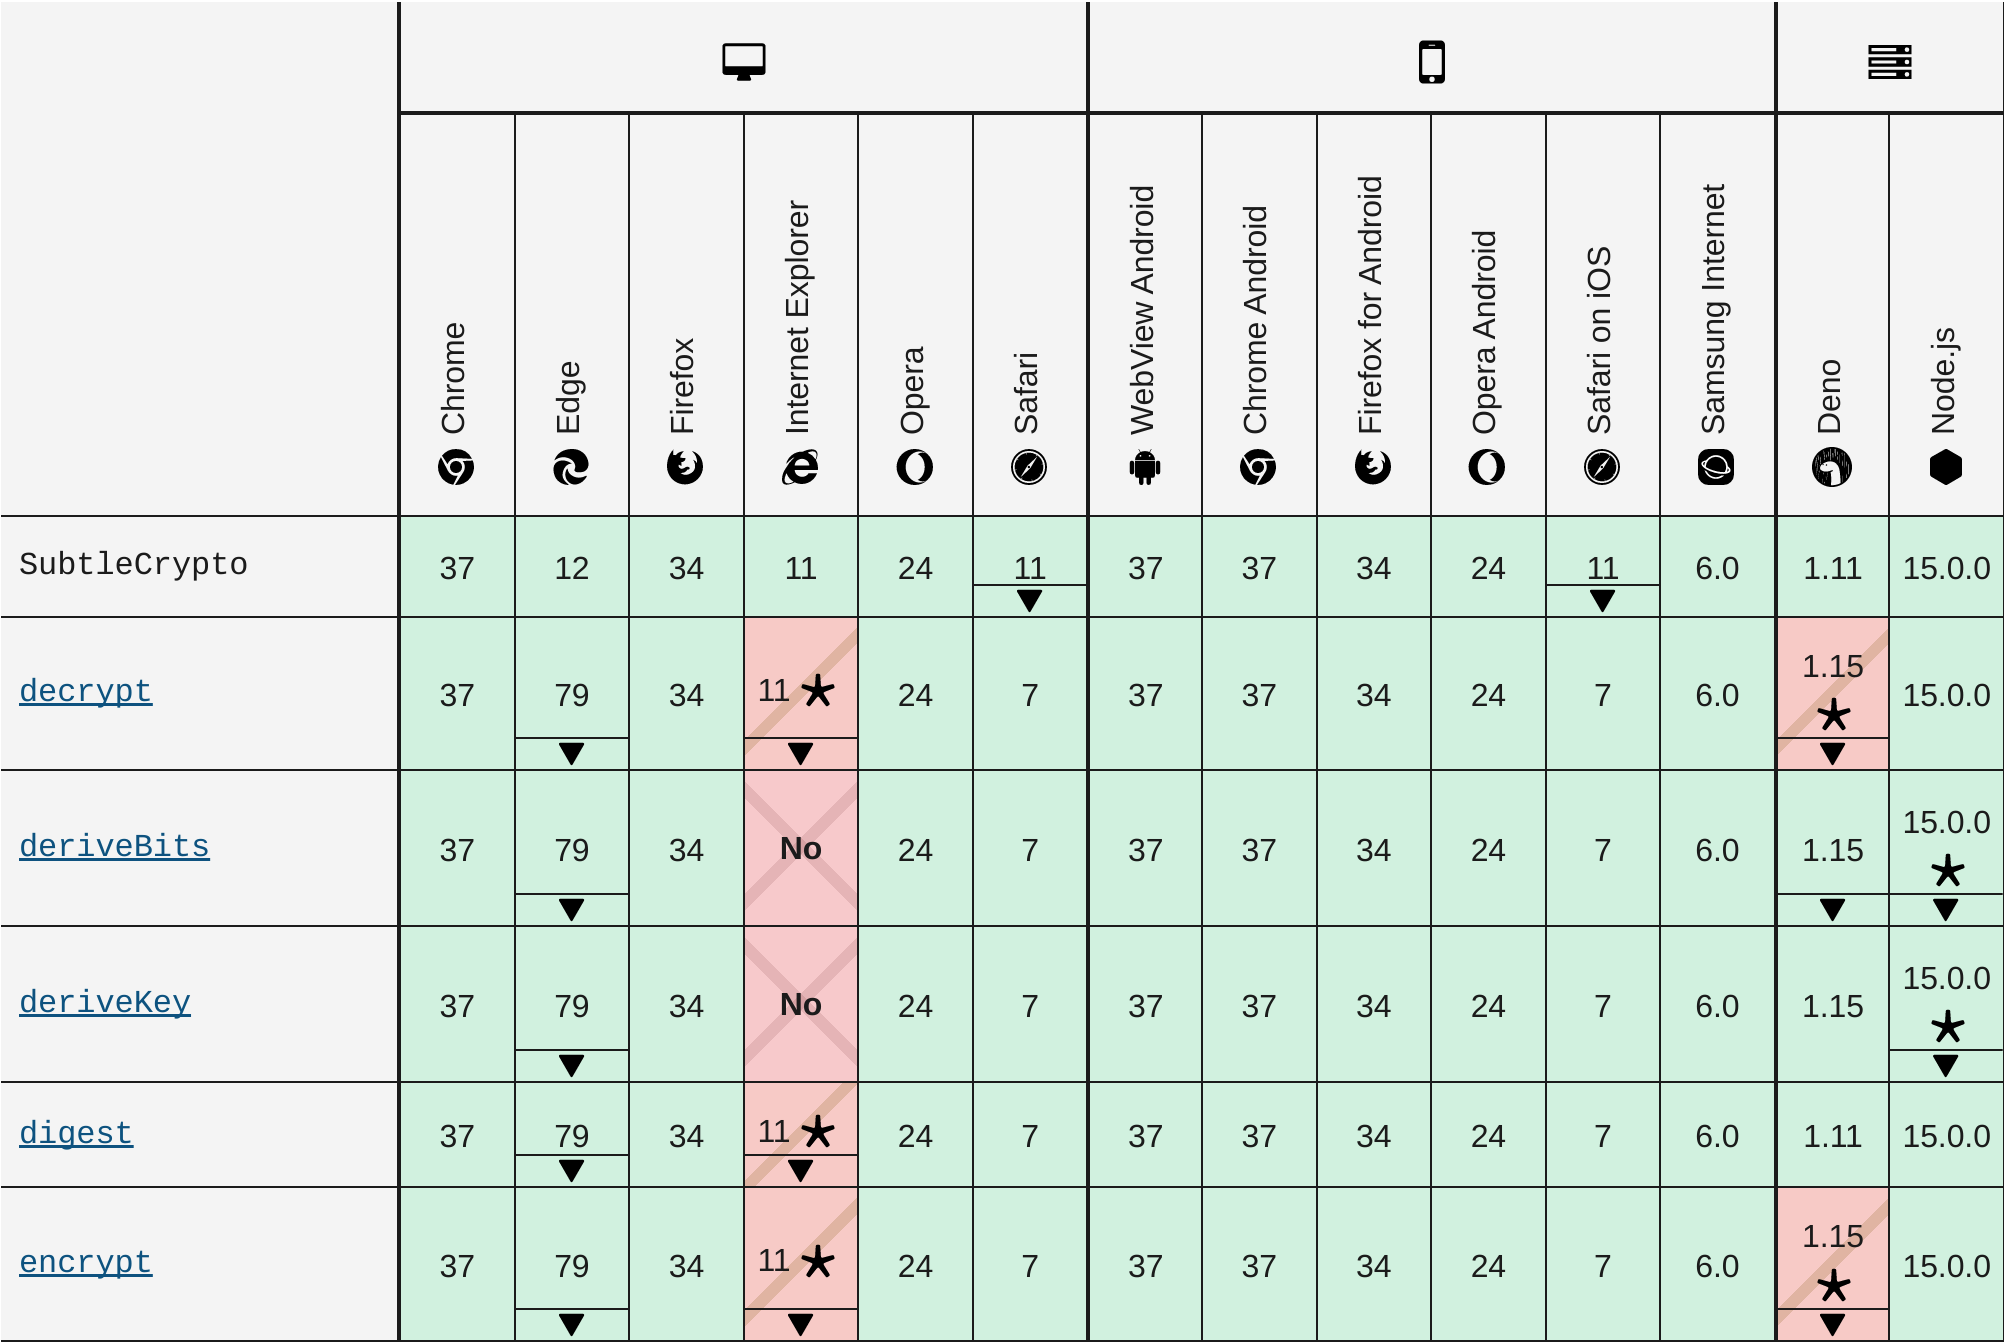 Chrome
Edge
Firefox
Internet Explorer
Opera
Safari
WebView Android
Chrome Android
Firefox for Android
Opera Android
Safari on iOS
Samsung Internet
Deno
Node.js
SubtleCrypto 37 12 34 11 24 11 37 37 34 24 11 6.0 1.11 15.0.0
decrypt 37 79 34 11 24 7 37 37 34 24 7 6.0 1.15 15.0.0
deriveBits 37 79 34 No 24 7 37 37 34 24 7 6.0 1.15 15.0.0
deriveKey 37 79 34 No 24 7 37 37 34 24 7 6.0 1.15 15.0.0
digest 37 79 34 11 24 7 37 37 34 24 7 6.0 1.11 15.0.0
encrypt 37 79 34 11 24 7 37 37 34 24 7 6.0 1.15 15.0.0